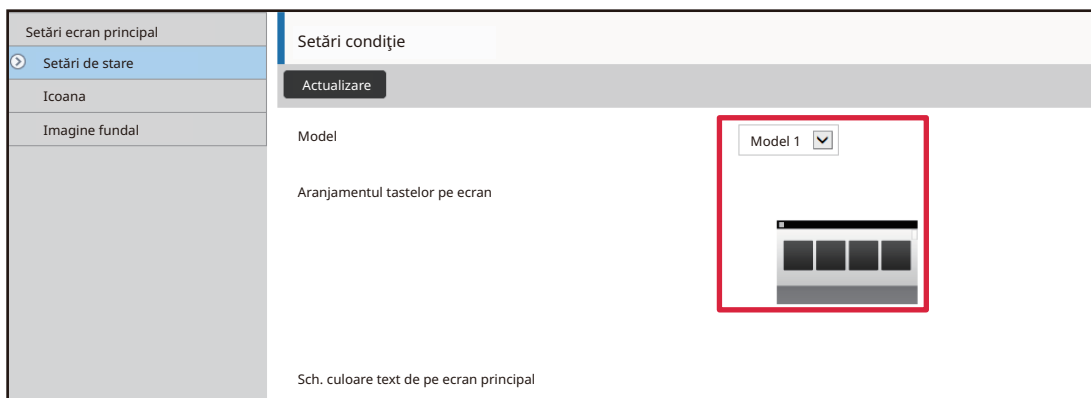 Setări ecran principal
Setări de stare
Icoana
Imagine fundal
Setări condiţie
Actualizare
Model
Model 1
Aranjamentul tastelor pe ecran
Sch. culoare text de pe ecran principal